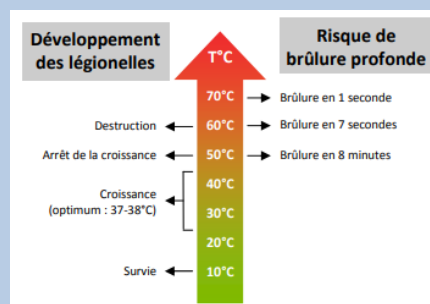 Développement
des légionelles
T°C
Risque de
brûlure profonde
70°C
Brûlure en 1 seconde
Destruction
60°C
Brûlure en 7 secondes
Arrêt de la croissance
50°C
Brûlure en 8 minutes
40°C
Croissance
(optimum : 37-38°C)
30°C
20°C
Survie
10°C